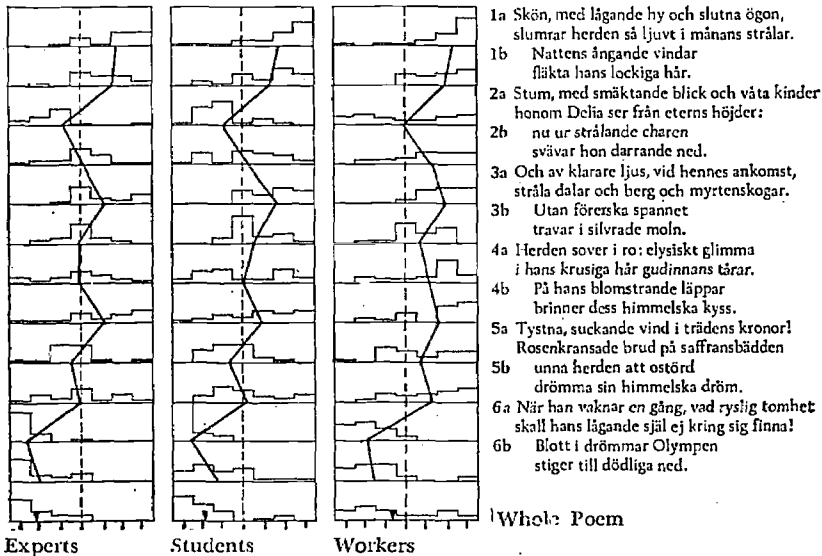 1a Skön, med lågande hy och slutna ögon,
slumrar herden så ljuvt i månans strålar.
1b Nattens ångande vindar
fläkta hans lockiga hår.
2a Stum, med smäktande blick och våta kinder
honom Delia ser från eterns höjder:
2b nu ur strålande charen
svävar hon darrande ned.
3a Och av klarare ljus, vid hennes ankomst,
stråla dalar och berg och myrtenskogar.
3b Utan förerska spannet
travar i silvrade moln.
4a Herden sover i ro: elysiskt glimma
i hans krusiga hår gudinnans tårar.
4b På hans blomstrande läppar
brinner dess himmelska kyss.
5a Tystna, suckande vind i trädens kronor!
Rosenkransade brud på saffransbädden
5b unna herden att ostörd
drömma sin himmelska dröm.
6a När han vaknar en gång, vad ryslig tomhet
skall hans lågande själ ej kring sig finna!
6b Blott i drömmar Olympen
stiger till dödliga ned.
Whole Poem
Experts Students Workers